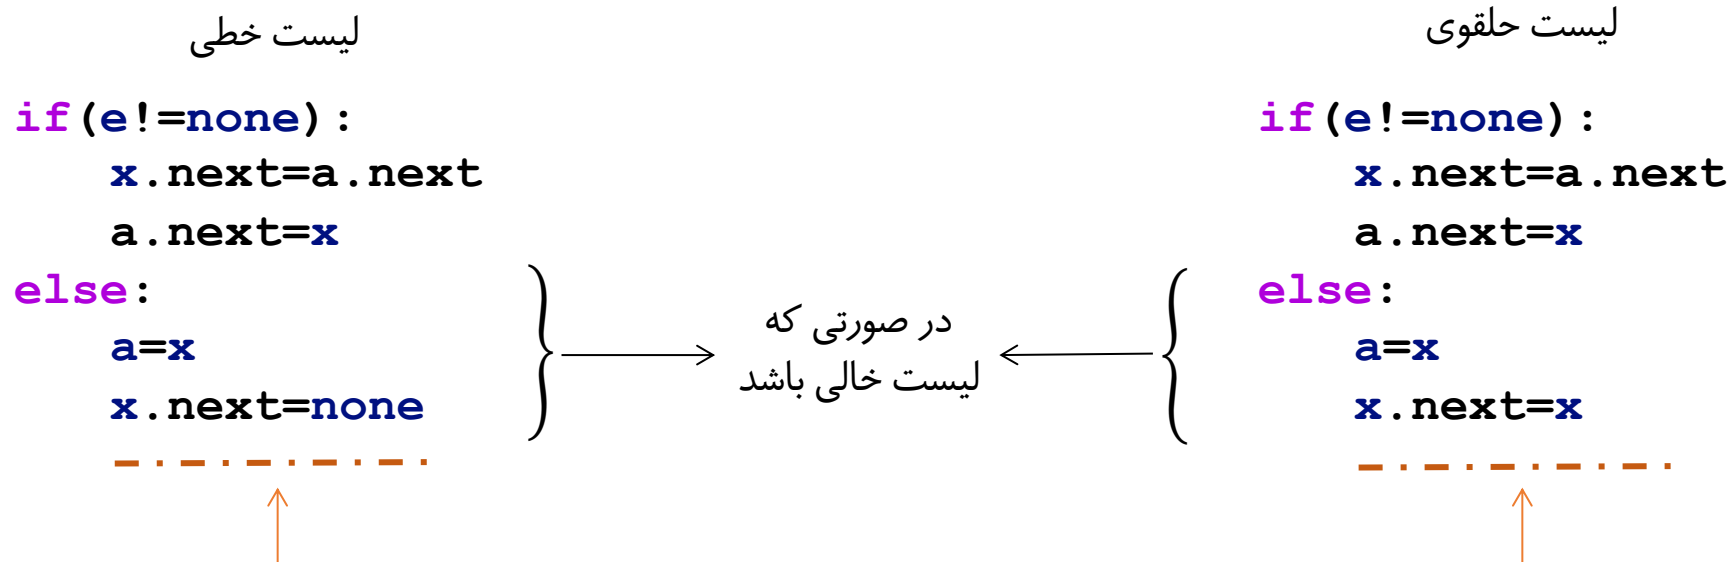 لیست خطی
if(e!=none):
    x.next=a.next
    a.next=x
else:
    a=x
    x.next=none
در صورتی که
لیست خالی باشد
لیست حلقوی
if(e!=none):
    x.next=a.next
    a.next=x
else:
    a=x
    x.next=x